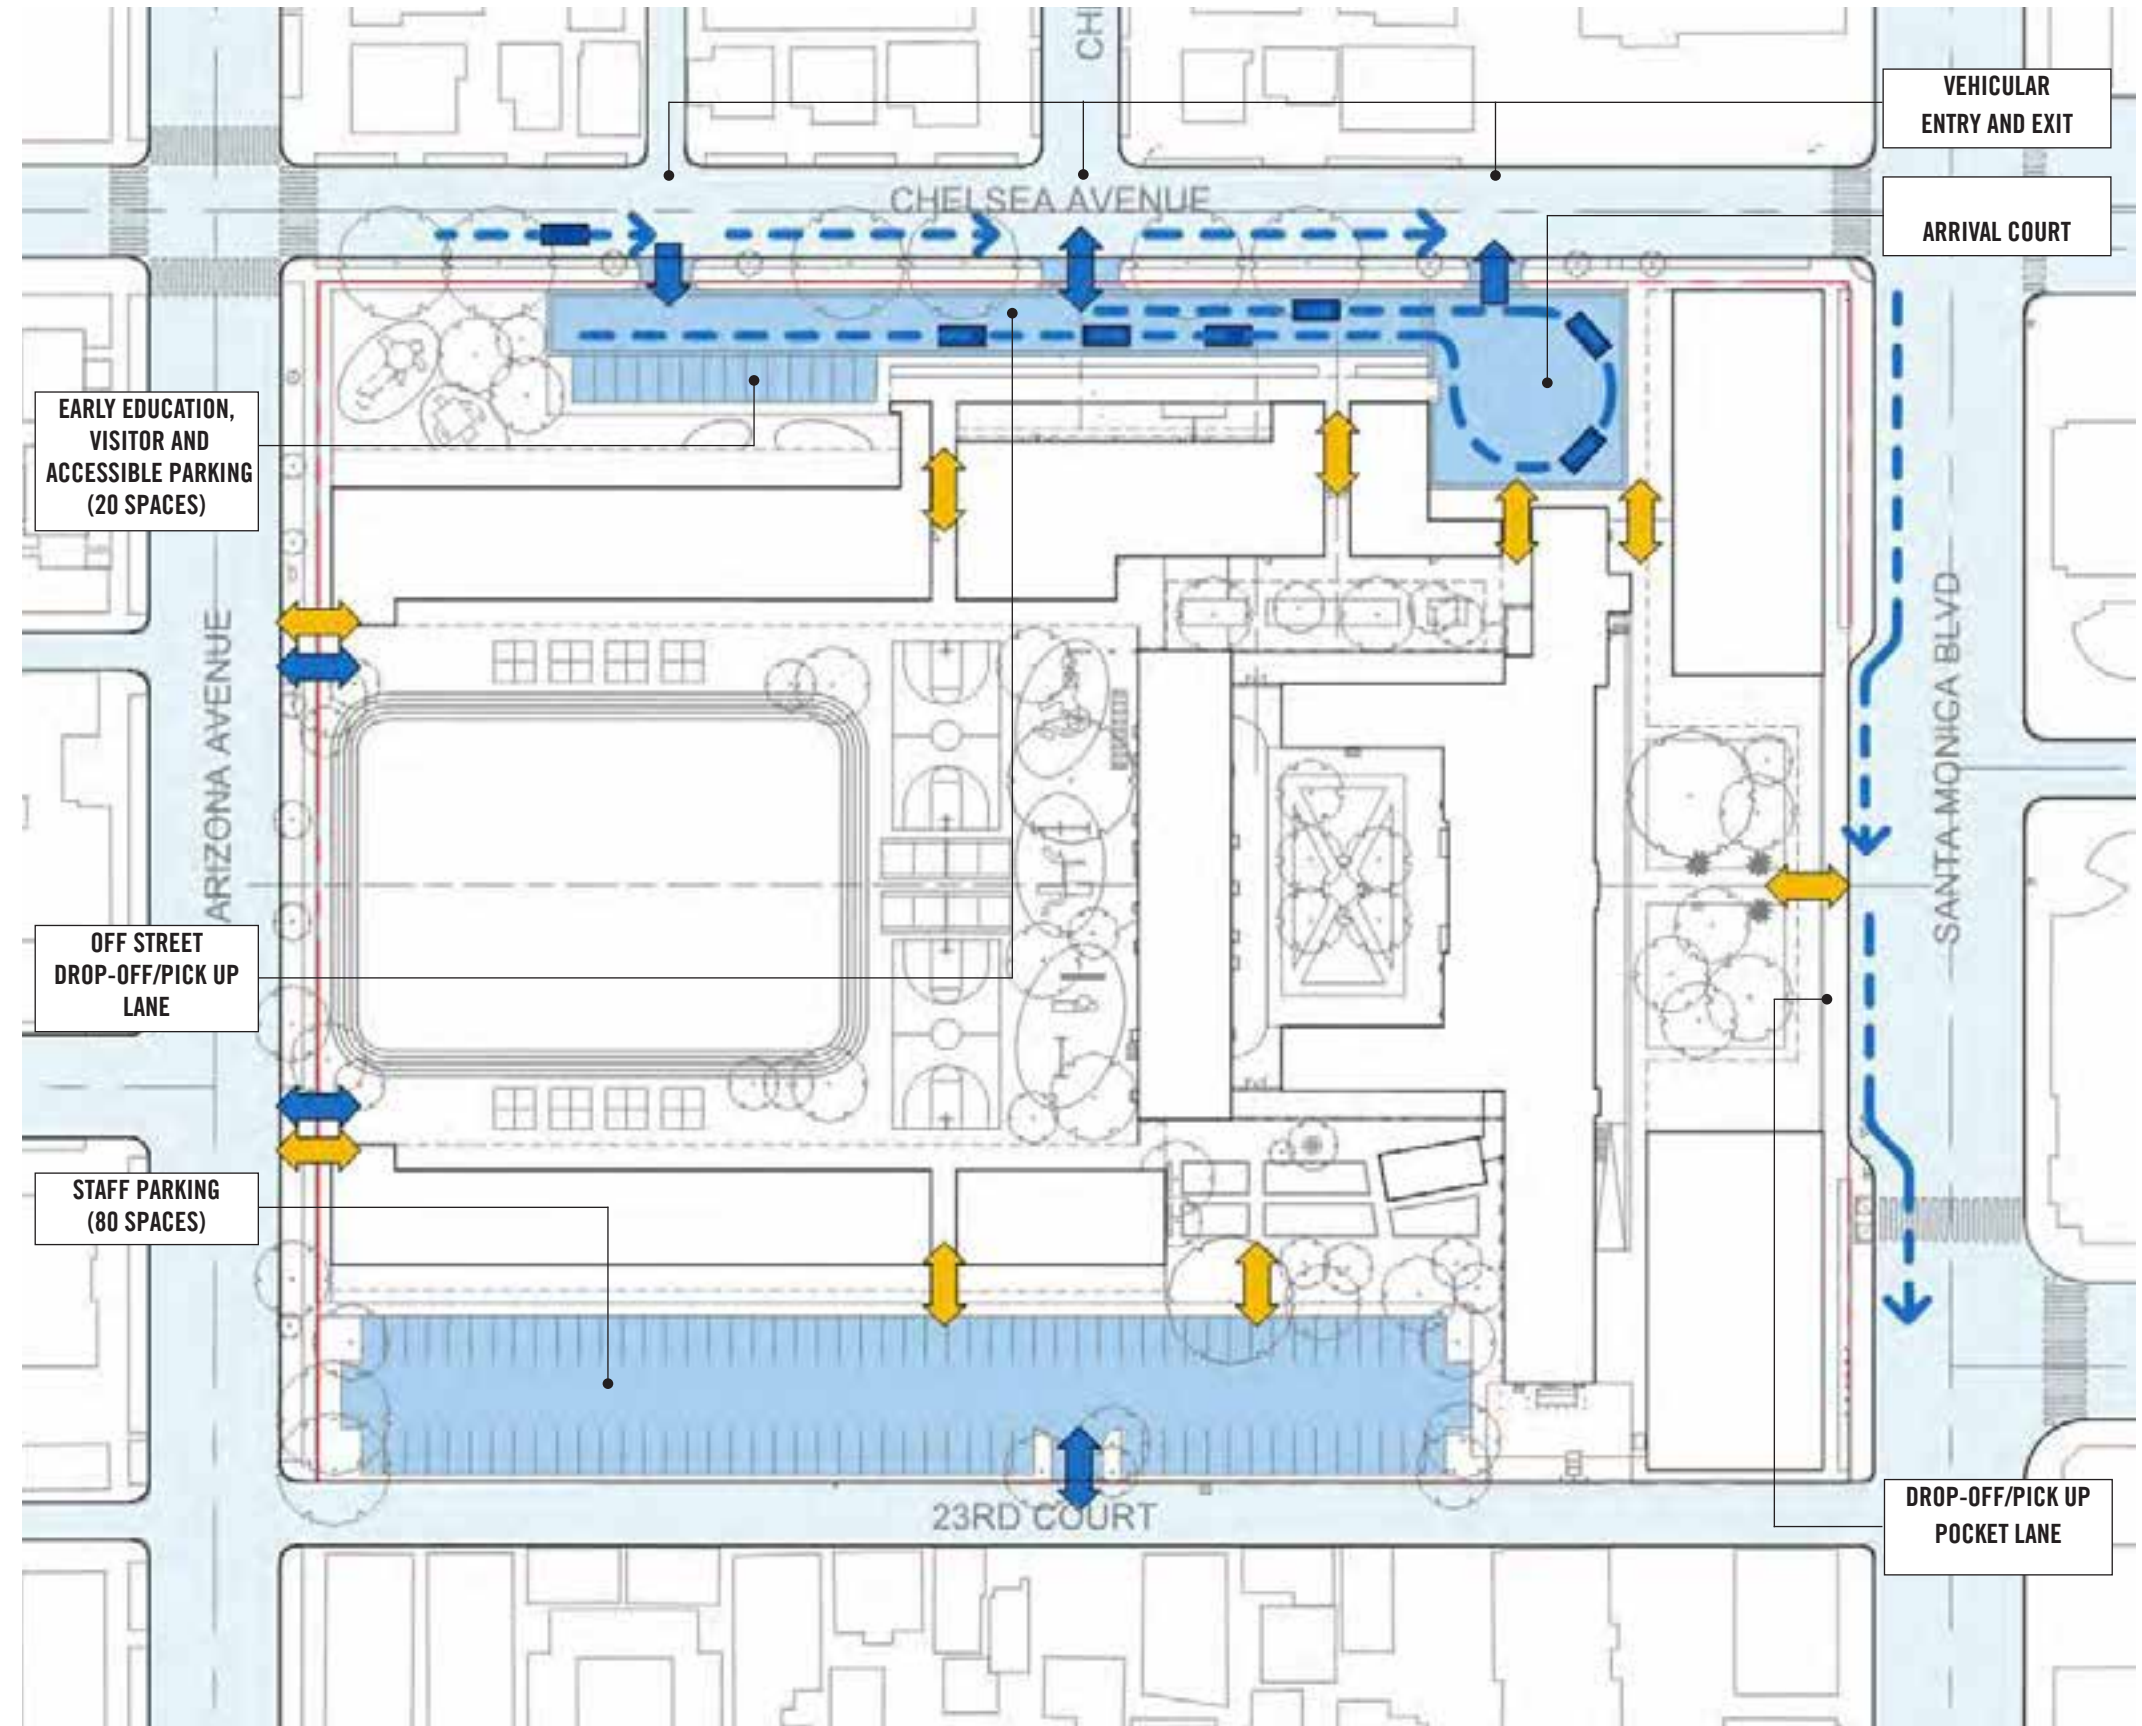 CH
VEHICULAR
ENTRY AND EXIT
CHELSEA AVENUE
ARRIVAL COURT
EARLY EDUCATION,
VISITOR AND
ACCESSIBLE PARKING
(20 SPACES)
ARIZONA AVENUE
SANTA MONICA BLVD
OFF STREET
DROP-OFF/PICK UP
LANE
STAFF PARKING
(80 SPACES)
23RD COURT
DROP-OFF/PICK UP
POCKET LANE